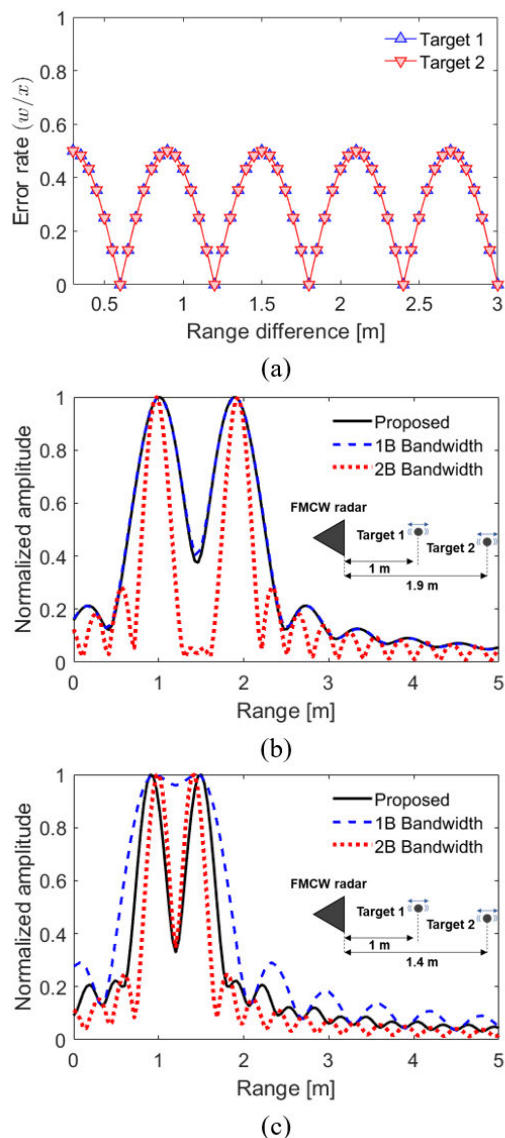 1
0.8
0.6
0.4
0.2
0
Error rate (w/x)
Target 1
Target 2
0.5 1 1.5 2 2.5 3
Range difference [m]
(a)
1
0.8
0.6
0.4
0.2
0
Normalized amplitude
Proposed
1B Bandwidth
2B Bandwidth
FMCW radar
Target 1
Target 2
1 m
1.9 m
0 1 2 3 4 5
Range [m]
(b)
1
0.8
0.6
0.4
0.2
0
Normalized amplitude
Proposed
1B Bandwidth
2B Bandwidth
FMCW radar
Target 1
Target 2
1 m
1.4 m
0 1 2 3 4 5
Range [m]
(c)